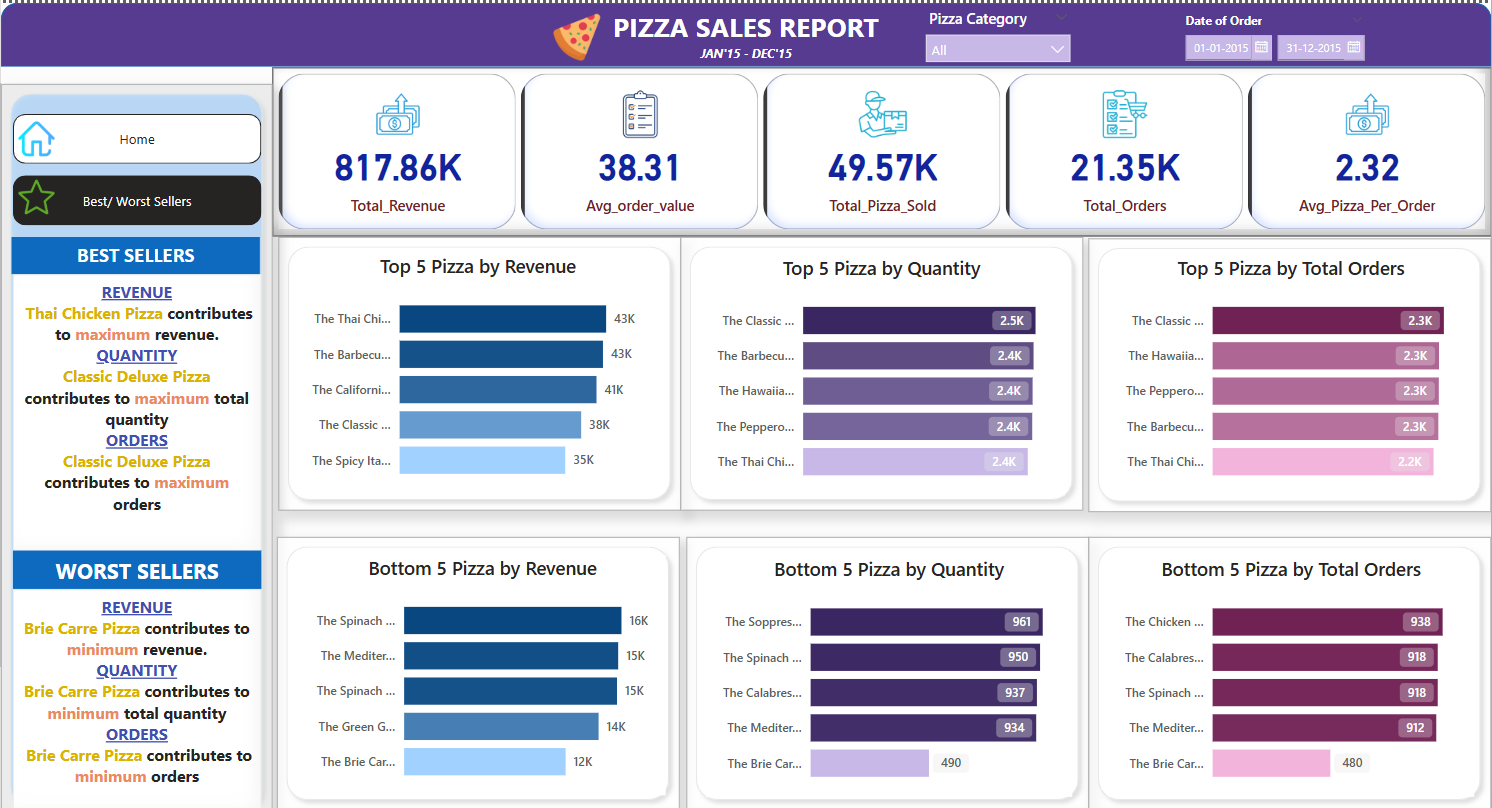 PIZZA SALES REPORT
JAN'15 - DEC'15
Pizza Category
All
Date of Order
01-01-2015
31-12-2015
Home
Best/ Worst Sellers
817.86K
Total_Revenue
38.31
Avg_order_value
49.57K
Total_Pizza_Sold
21.35K
Total_Orders
2.32
Avg_Pizza_Per_Order
BEST SELLERS
REVENUE
Thai Chicken Pizza contributes
to maximum revenue.
QUANTITY
Classic Deluxe Pizza
contributes to maximum total
quantity
ORDERS
Classic Deluxe Pizza
contributes to maximum
orders
WORST SELLERS
REVENUE
Brie Carre Pizza contributes to
minimum revenue.
QUANTITY
Brie Carre Pizza contributes to
minimum total quantity
ORDERS
Brie Carre Pizza contributes to
minimum orders
Top 5 Pizza by Revenue
The Thai Chi... 43K
The Barbecu... 43K
The Californi... 41K
The Classic ... 38K
The Spicy Ita... 35K
Top 5 Pizza by Quantity
The Classic ... 2.5K
The Barbecu... 2.4K
The Hawaiia... 2.4K
The Peppero... 2.4K
The Thai Chi... 2.4K
Top 5 Pizza by Total Orders
The Classic ... 2.3K
The Hawaiia... 2.3K
The Peppero... 2.3K
The Barbecu... 2.3K
The Thai Chi... 2.2K
Bottom 5 Pizza by Revenue
The Spinach ... 16K
The Mediter... 15K
The Spinach ... 15K
The Green G... 14K
The Brie Car... 12K
Bottom 5 Pizza by Quantity
The Soppres... 961
The Spinach ... 950
The Calabres... 937
The Mediter... 934
The Brie Car... 490
Bottom 5 Pizza by Total Orders
The Chicken ... 938
The Calabres... 918
The Spinach ... 918
The Mediter... 912
The Brie Car... 480